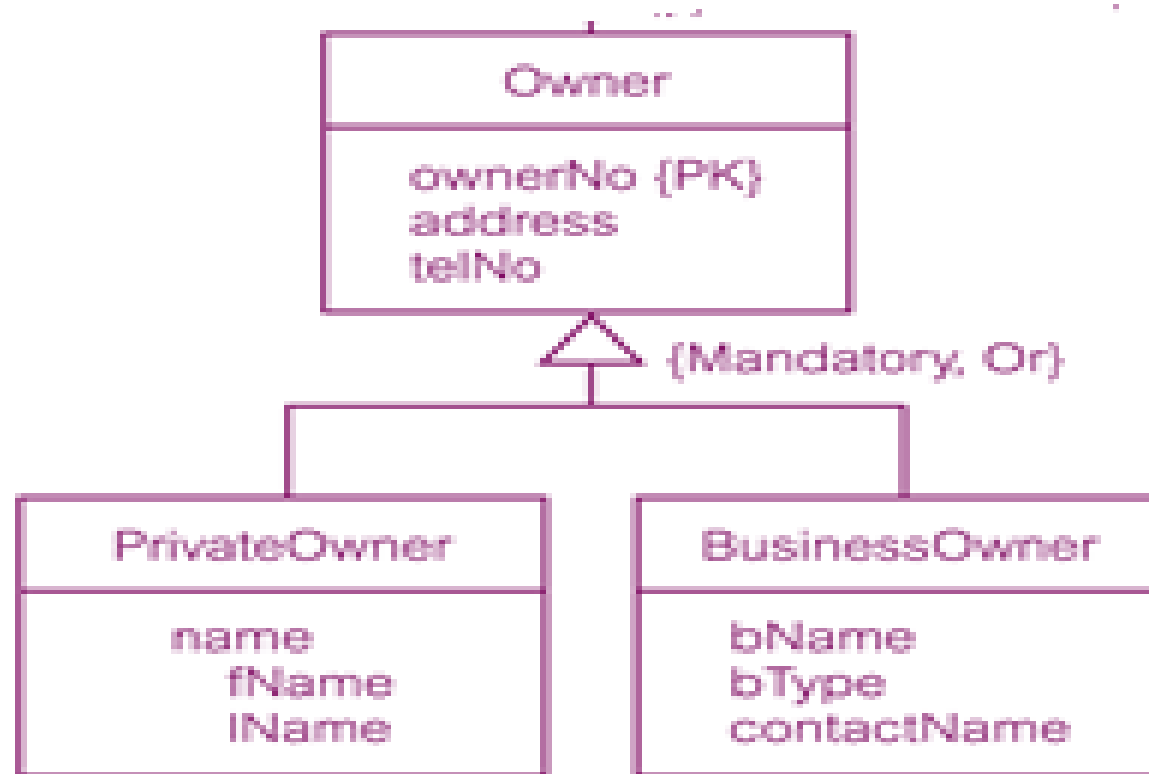 Owner
ownerNo {PK}
address
telNo
{Mandatory, Or}
PrivateOwner
name
fName
lName
BusinessOwner
bName
bType
contactName